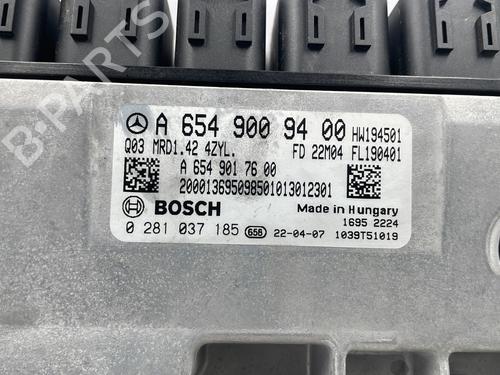 A 654 900 94 00 HW194501
Q03 MRD1.42 4ZYL. FD 22M04 FL190401
A 654 901 76 00
200013695098501013012301
BOSCH Made in Hungary
1695 2224
0 281 037 185 658 22-04-07 1039T51019
B-PARTS